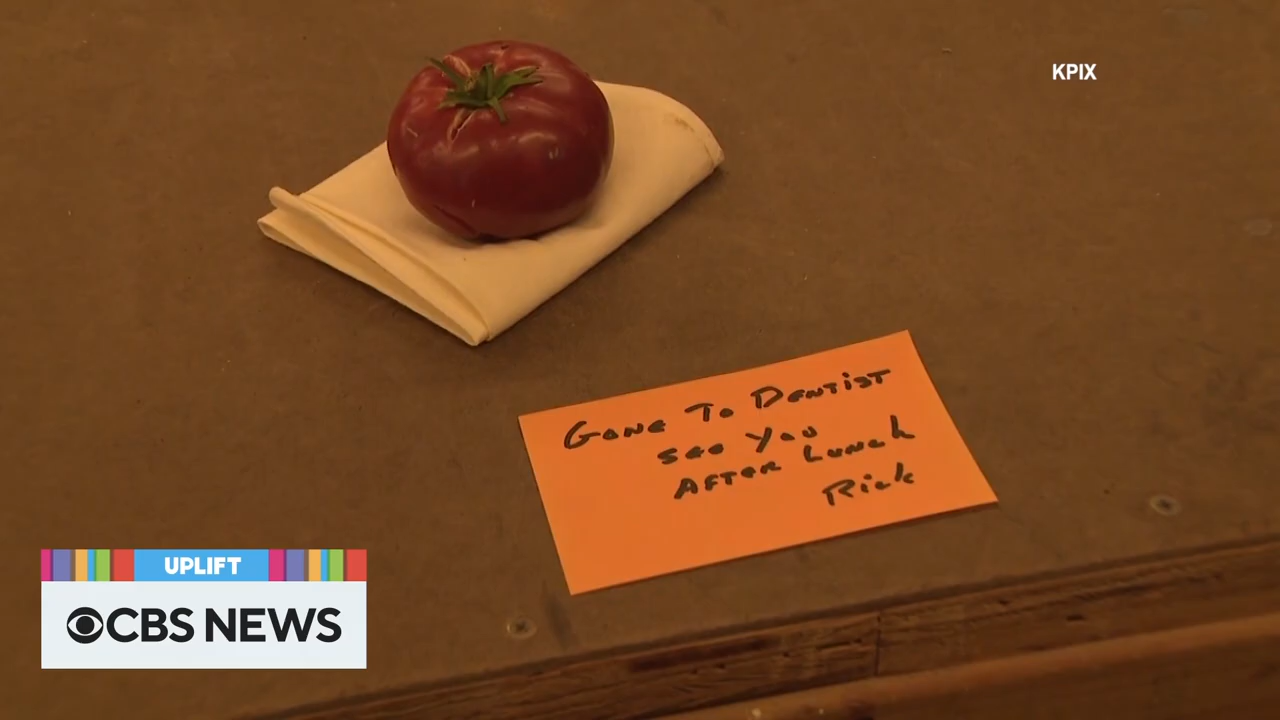 KPIX
GONE TO DENTIST
SEE YOU
AFTER LUNCH
Rick
UPLIFT
CBS NEWS